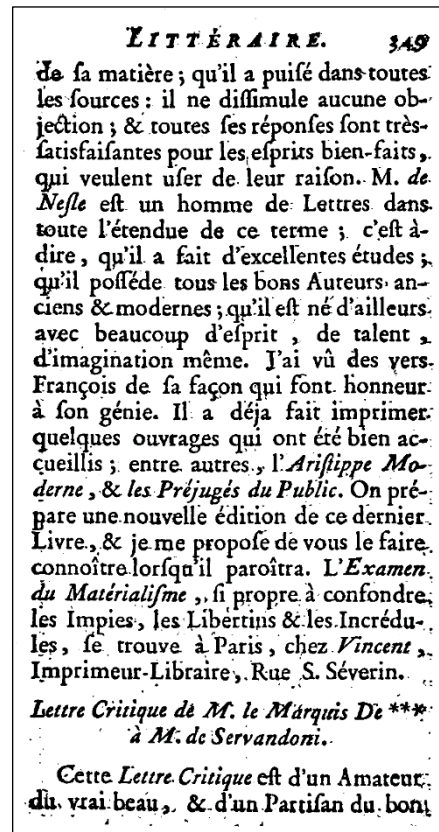 LITTÉRAIRE. 349
de ſa matière ; qu'il a puiſé dans toutes
les ſources : il ne diſſimule aucune ob-
jection ; & toutes ſes réponſes ſont très-
ſatisfaiſantes pour les eſprits bien-faits,
qui veulent uſer de leur raiſon. M. de
Neſle eſt un homme de Lettres dans
toute l'étendue de ce terme ; c'eſt à-
dire, qu'il a fait d'excellentes études ;
qu'il poſſéde tous les bons Auteurs an-
ciens & modernes ; qu'il eſt né d'ailleurs
avec beaucoup d'eſprit, de talent,
d'imagination même. J'ai vû des vers
François de ſa façon qui font honneur
à ſon génie. Il a déja fait imprimer
quelques ouvrages qui ont été bien ac-
cueillis ; entre autres, l'Ariſtippe Mo-
derne, & les Préjugés du Public. On pré-
pare une nouvelle édition de ce dernier
Livre, & je me propoſe de vous le faire
connoître lorſqu'il paroîtra. L'Examen
du Matérialiſme, ſi propre à confondre
les Impies, les Libertins & les Incrédu-
les, ſe trouve à Paris, chez Vincent,
Imprimeur-Libraire, Rue S. Séverin.
Lettre Critique de M. le Marquis De ***
à M. de Servandoni.
Cette Lettre Critique eſt d'un Amateur
du vrai beau, & d'un Partiſan du bon